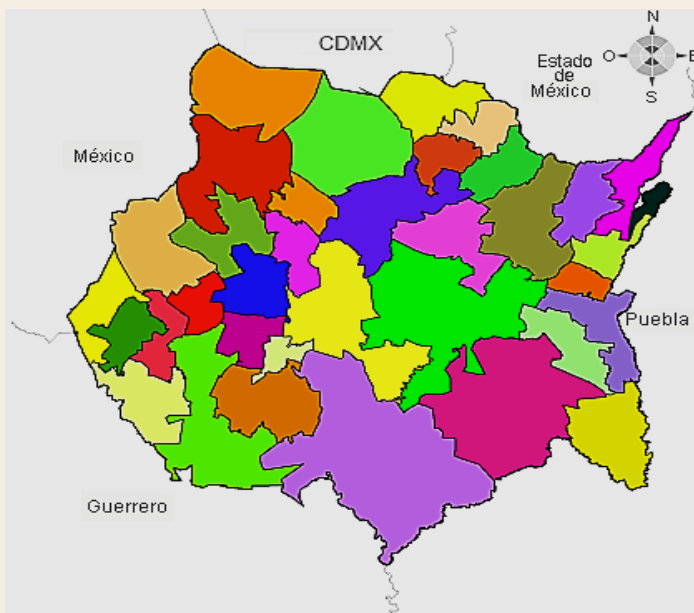 N
CDMX
Estado
de
México
O
E
S
México
Puebla
Guerrero